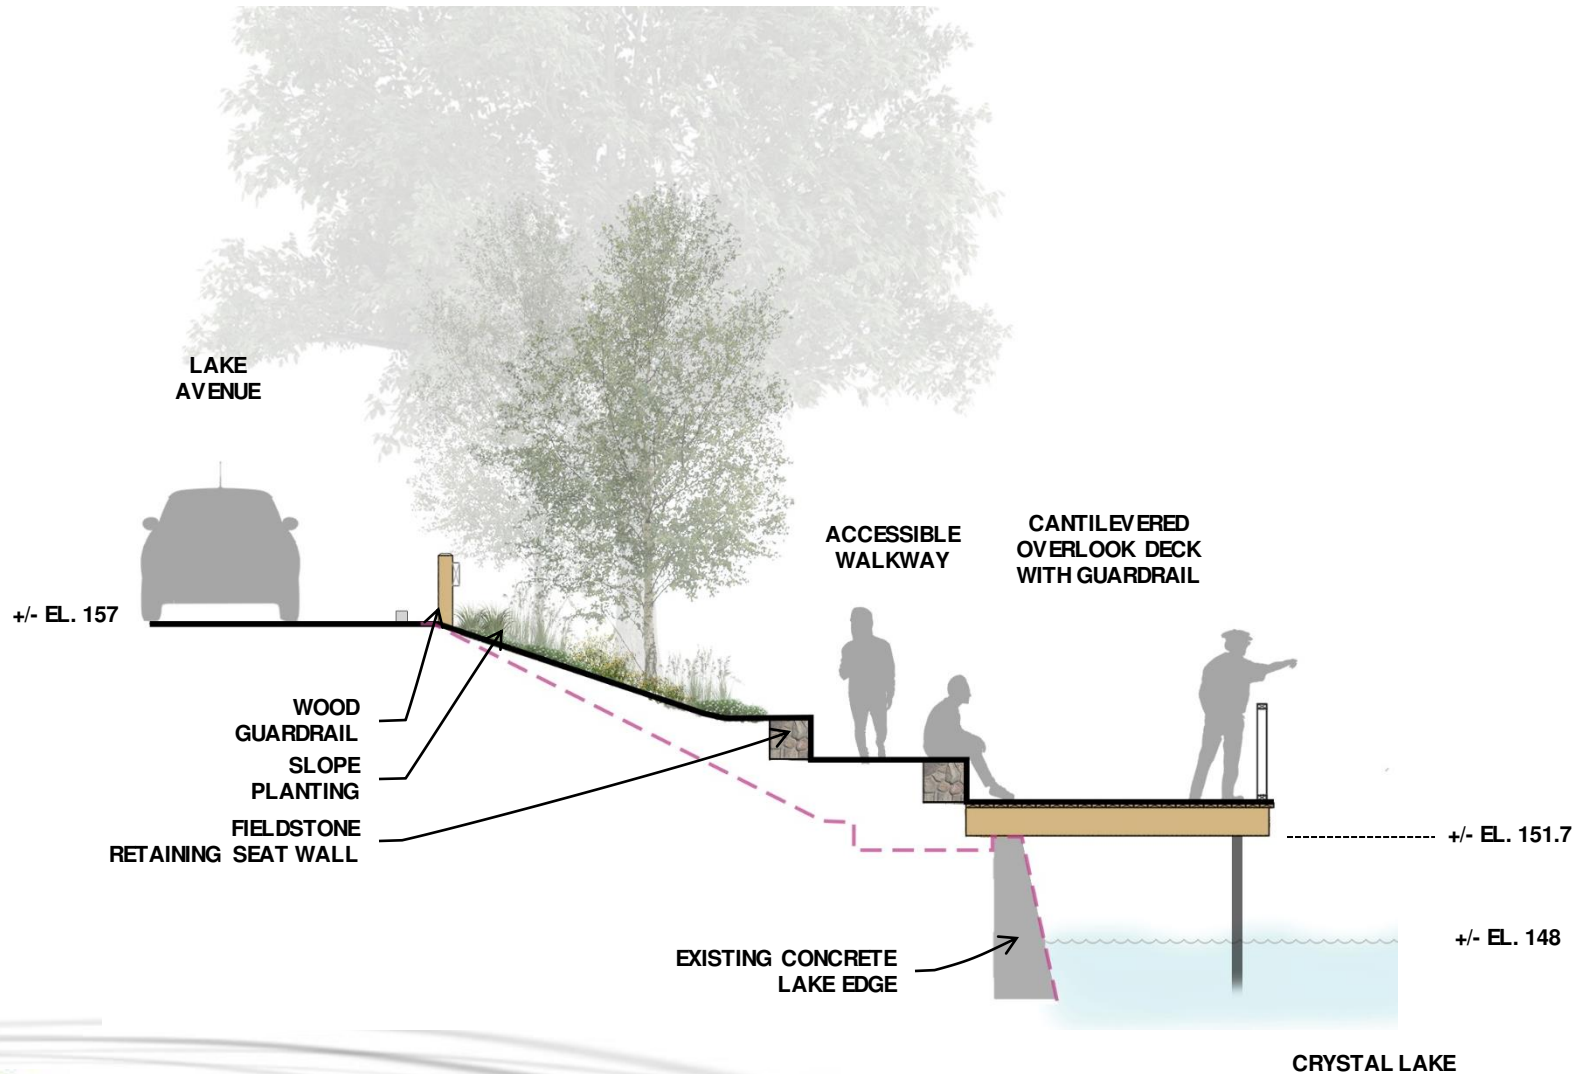 LAKE
AVENUE
ACCESSIBLE
WALKWAY
CANTILEVERED
OVERLOOK DECK
WITH GUARDRAIL
+/- EL. 157
WOOD
GUARDRAIL
SLOPE
PLANTING
FIELDSTONE
RETAINING SEAT WALL
+/- EL. 151.7
+/- EL. 148
EXISTING CONCRETE
LAKE EDGE
CRYSTAL LAKE